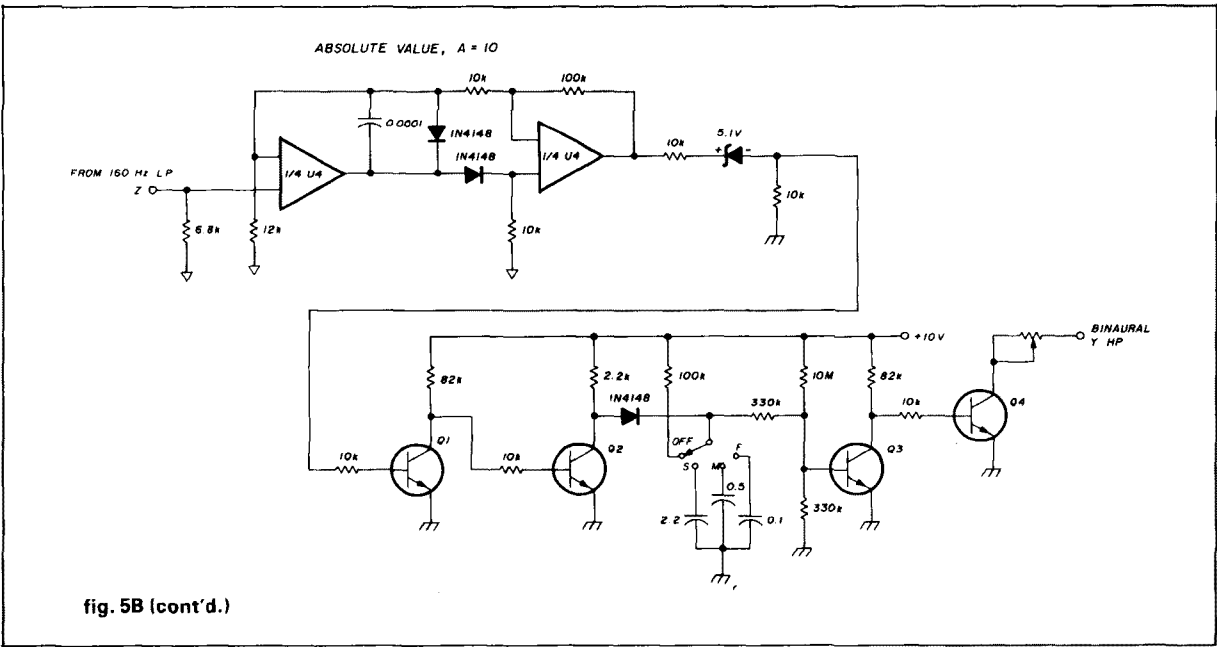 ABSOLUTE VALUE, A = 10
10k
100k
0.0001
1N4148
1N4148
1/4 U4
1/4 U4
10k
5.1V
+ -
FROM 160 Hz LP
Z
6.8k
12k
10k
10k
+10V
BINAURAL
Y HP
82k
2.2k
100k
10M
82k
1N4148
330k
10k
Q4
OFF
F
S
M
Q1
Q2
Q3
10k
10k
0.5
2.2
0.1
330k
fig. 5B (cont'd.)